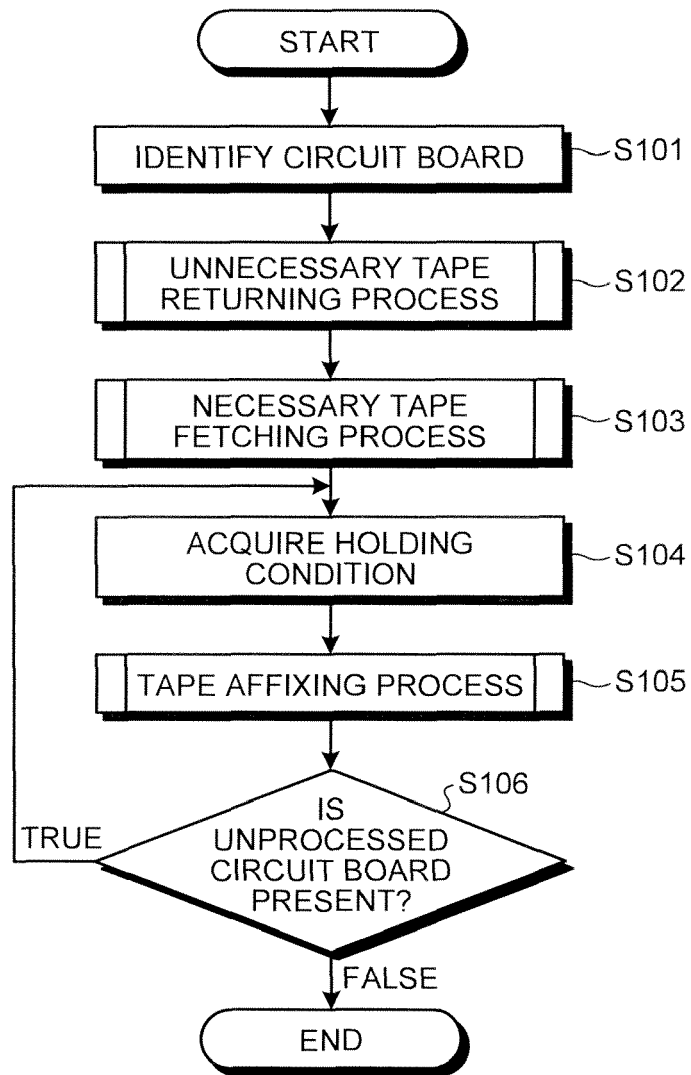 START
IDENTIFY CIRCUIT BOARD
S101
UNNECESSARY TAPE
RETURNING PROCESS
S102
NECESSARY TAPE
FETCHING PROCESS
S103
ACQUIRE HOLDING
CONDITION
S104
TAPE AFFIXING PROCESS
S105
S106
IS
UNPROCESSED
CIRCUIT BOARD
PRESENT?
TRUE
FALSE
END